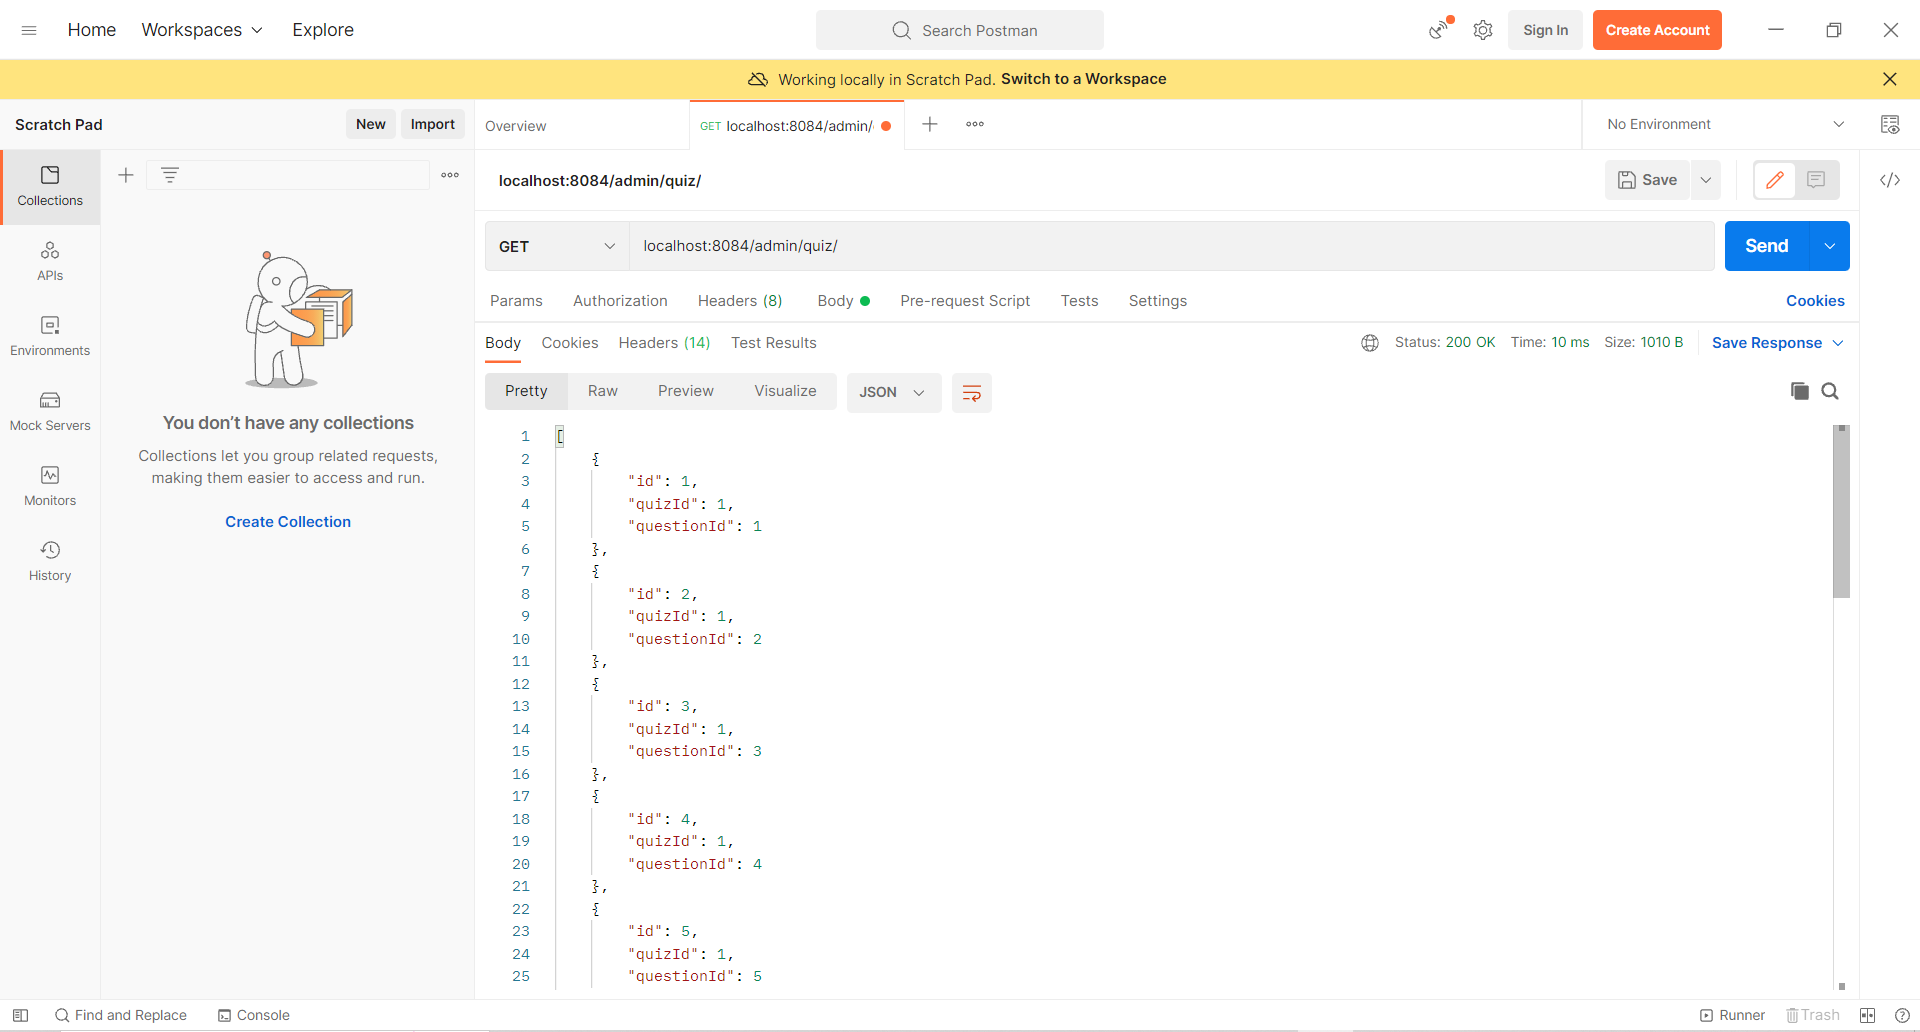 Home Workspaces Explore Search Postman Sign In Create Account
Working locally in Scratch Pad. Switch to a Workspace
Scratch Pad New Import Overview GET localhost:8084/admin/ No Environment
Collections
APIs
Environments
Mock Servers
Monitors
History
You don’t have any collections
Collections let you group related requests,
making them easier to access and run.
Create Collection
localhost:8084/admin/quiz/ Save
GET localhost:8084/admin/quiz/ Send
Params Authorization Headers (8) Body Pre-request Script Tests Settings Cookies
Body Cookies Headers (14) Test Results Status: 200 OK Time: 10 ms Size: 1010 B Save Response
Pretty Raw Preview Visualize JSON
1 [
2 {
3 "id": 1,
4 "quizId": 1,
5 "questionId": 1
6 },
7 {
8 "id": 2,
9 "quizId": 1,
10 "questionId": 2
11 },
12 {
13 "id": 3,
14 "quizId": 1,
15 "questionId": 3
16 },
17 {
18 "id": 4,
19 "quizId": 1,
20 "questionId": 4
21 },
22 {
23 "id": 5,
24 "quizId": 1,
25 "questionId": 5
Find and Replace Console Runner Trash